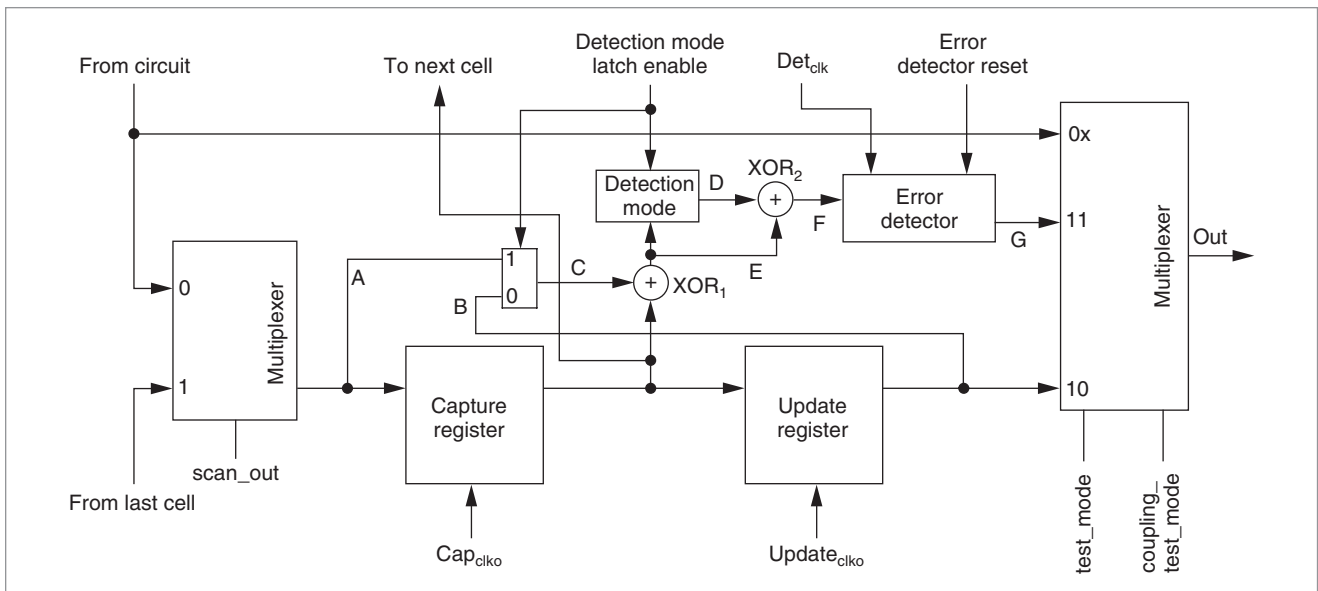 From circuit
To next cell
Detection mode
latch enable
Det_clk
Error
detector reset
0x
XOR₂
Detection
mode
D
+
F
Error
detector
G
11
Multiplexer
Out
A
1
0
C
B
+
XOR₁
E
0
1
Multiplexer
scan_out
From last cell
Capture
register
Update
register
10
Cap_clko
Update_clko
test_mode
coupling_
test_mode